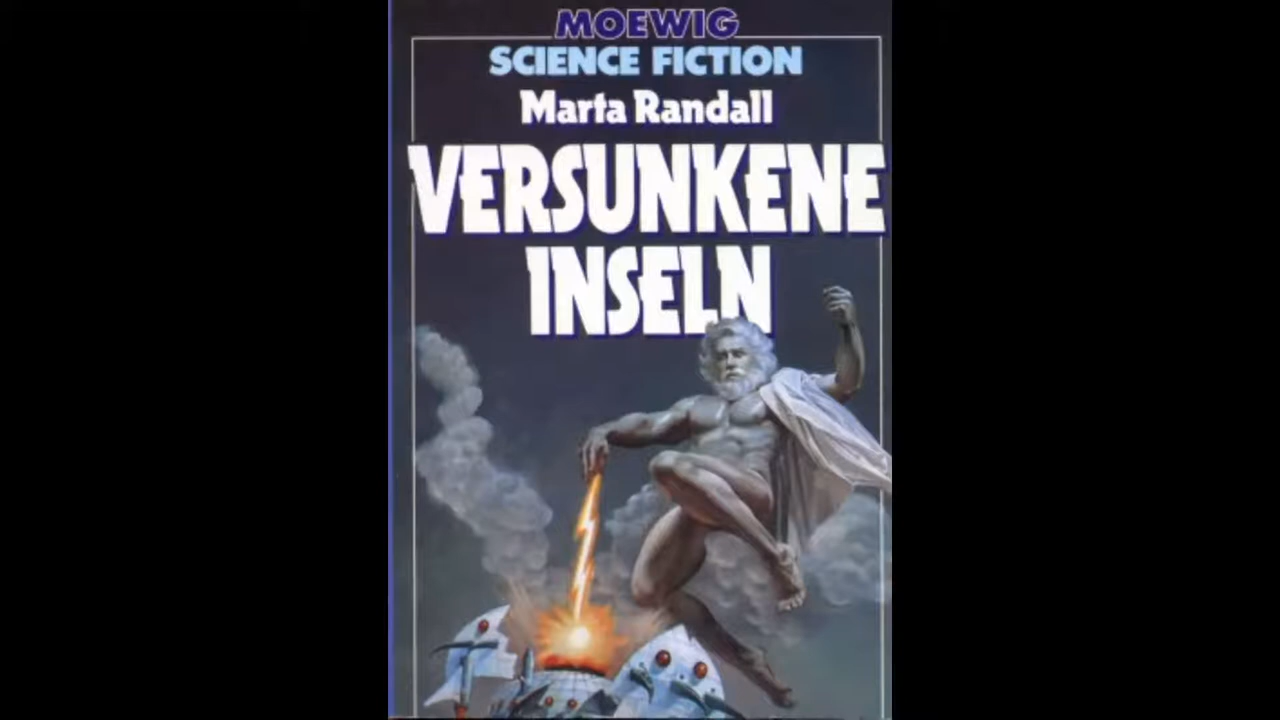 MOEWIG
SCIENCE FICTION
Marta Randall
VERSUNKENE
INSELN